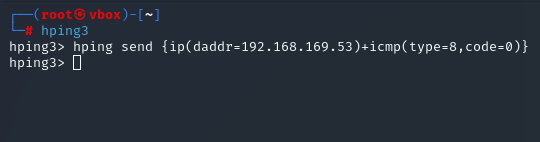 ┌──(root㉿vbox)-[~]
└─# hping3
hping3> hping send {ip(daddr=192.168.169.53)+icmp(type=8,code=0)}
hping3>